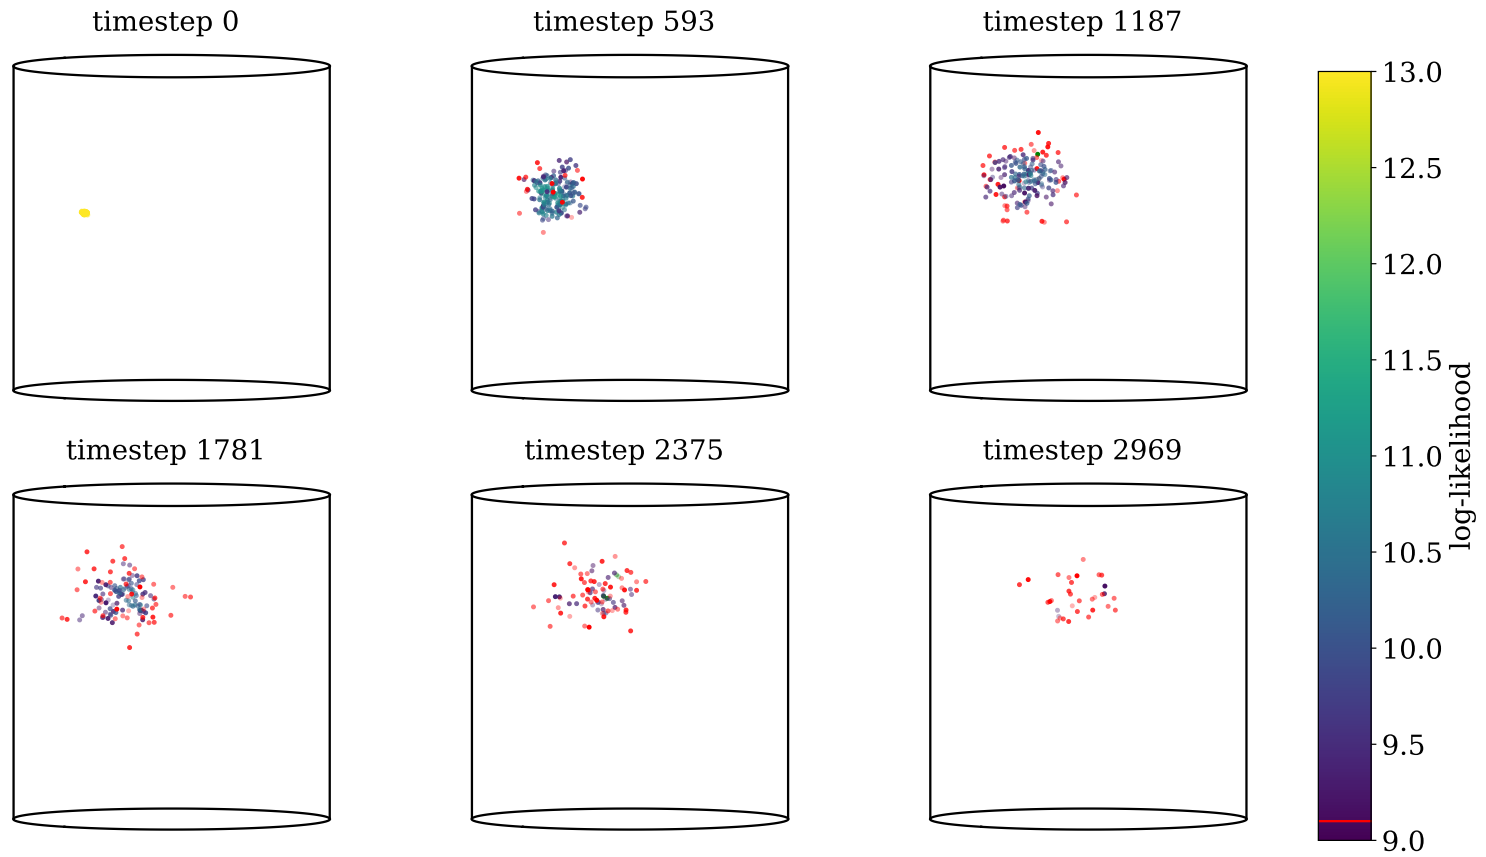 timestep 0
timestep 593
timestep 1187
timestep 1781
timestep 2375
timestep 2969
13.0
12.5
12.0
11.5
11.0
10.5
10.0
9.5
9.0
log-likelihood